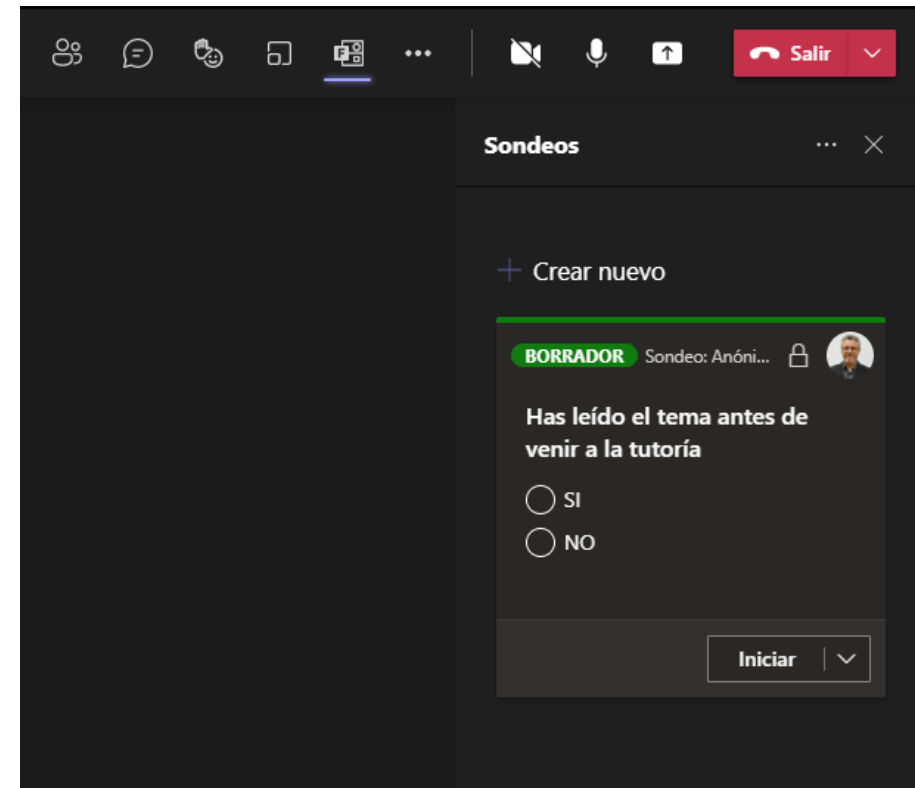 Salir
Sondeos
Crear nuevo
BORRADOR Sondeo: Anóni...
Has leído el tema antes de
venir a la tutoría
SI
NO
Iniciar